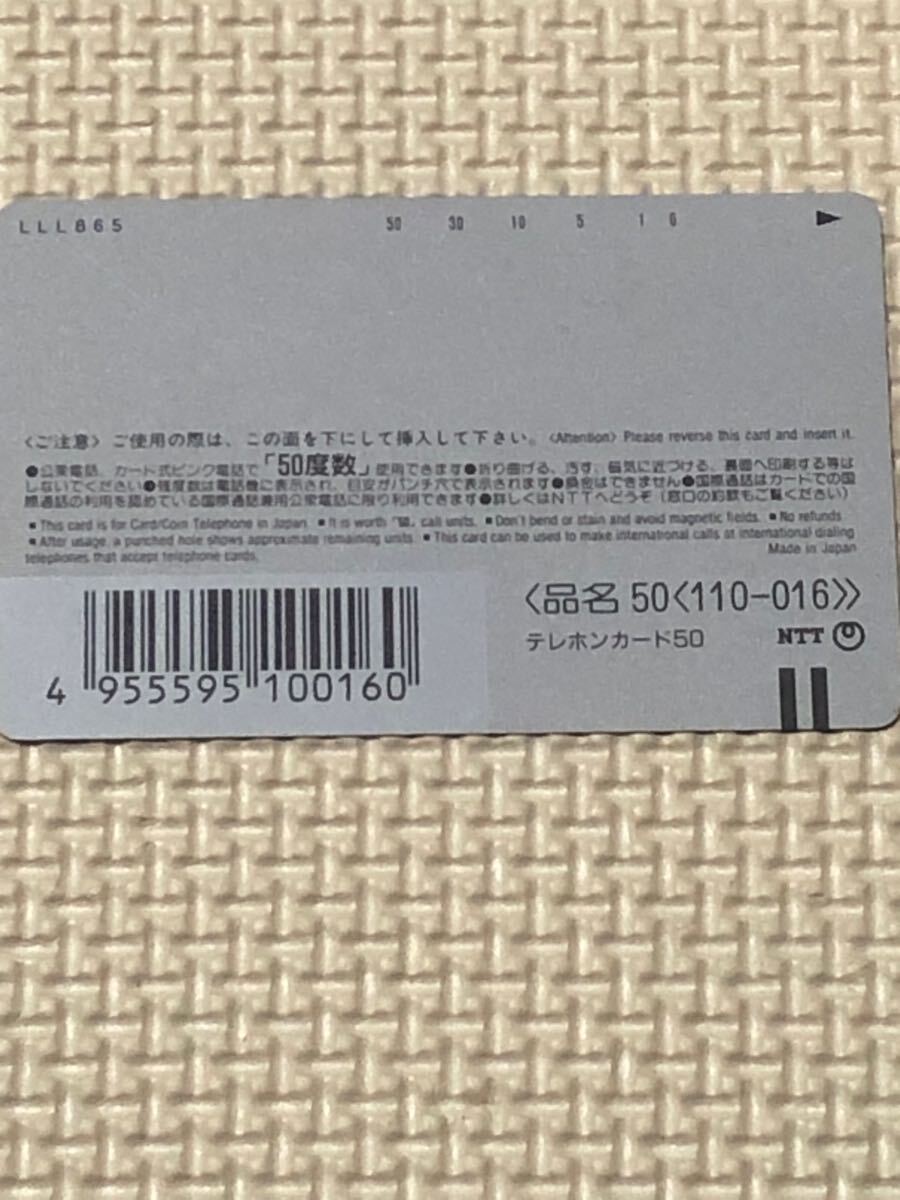 LLL865 50 30 10 5 1 0
〈ご注意〉ご使用の際は、この面を下にして挿入して下さい。〈Attention〉Please reverse this card and insert it.
●公衆電話、カード式ピンク電話で「50度数」使用できます●折り曲げる、汚す、磁気に近づける、裏面へ印刷する等は
しないでください●残度数は電話機に表示され、目安がパンチ穴で表示されます●換金はできません●国際通話はカードでの国
際通話の利用を認めている国際通話兼用公衆電話に限り利用できます●詳しくはNTTへどうぞ(窓口の約款もご覧ください)
■This card is for Card/Coin Telephone in Japan ■It is worth call units. ■Don't bend or stain and avoid magnetic fields. ■No refunds
■After usage, a punched hole shows approximate remaining units ■This card can be used to make international calls at international dialing
telephones that accept telephone cards. Made in Japan
〈品名 50〈110-016〉〉
テレホンカード50 NTT
4 955595 100160